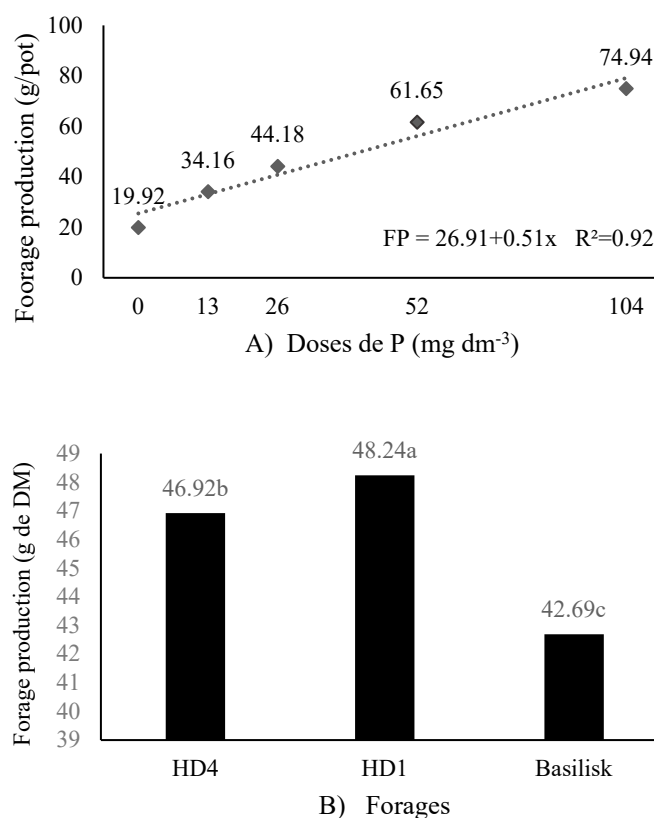 Foorage production (g/pot)
100
80
60
40
20
0
19.92
34.16
44.18
61.65
74.94
FP = 26.91+0.51x R²=0.92
0 13 26 52 104
A) Doses de P (mg dm⁻³)
Forage production (g de DM)
49
48
47
46
45
44
43
42
41
40
39
46.92b
48.24a
42.69c
HD4 HD1 Basilisk
B) Forages